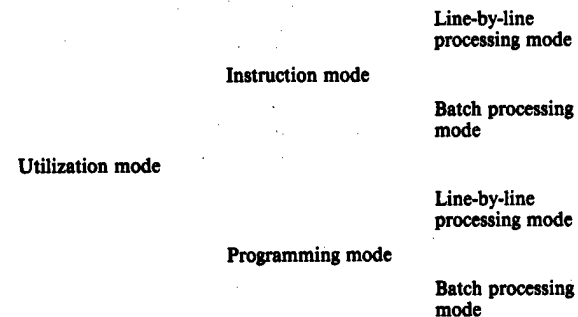 Line-by-line
processing mode
Instruction mode
Batch processing
mode
Utilization mode
Line-by-line
processing mode
Programming mode
Batch processing
mode